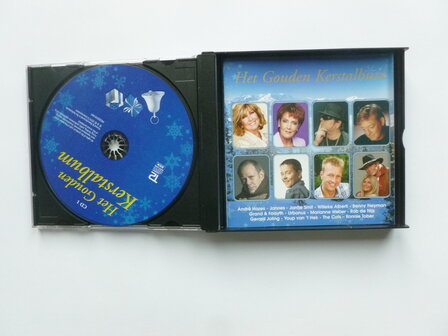 Het Gouden Kerstalbum
André Hazes - Jannes - Jantje Smit - Willeke Alberti - Benny Neyman
Grand & Forsyth - Urbanus - Marianne Weber - Rob de Nijs
Gerard Joling - Youp van 't Hek - The Cats - Ronnie Tober
CD 1
Het Gouden
Kerstalbum